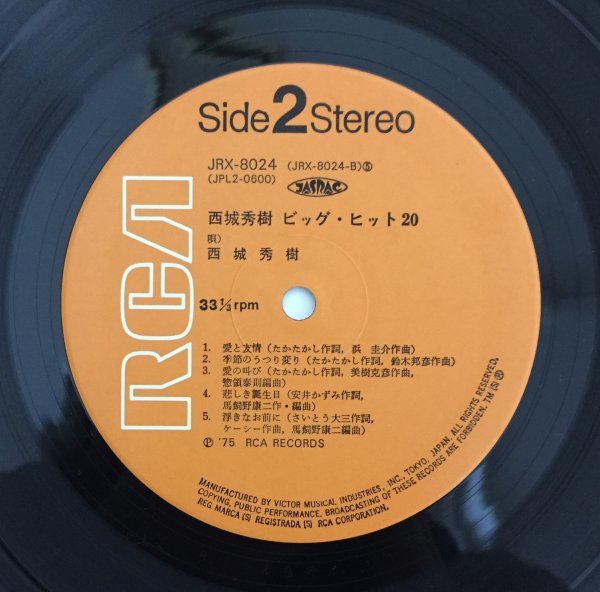 Side 2 Stereo
JRX-8024 (JRX-8024-B)⑤
(JPL2-0600) JASRAC
西城秀樹 ビッグ・ヒット20
唄)
西城秀樹
33 1/3 rpm
RCA
1. 愛と友情(たかたかし作詞, 浜 圭介作曲)
2. 季節のうつり変り(たかたかし作詞, 鈴木邦彦作曲)
3. 愛の叫び(たかたかし作詞, 美樹克彦作曲,
惣領泰則編曲)
4. 悲しき誕生日(安井かずみ作詞,
馬飼野康二作・編曲)
5. 浮きなお前に(さいとう大三作詞,
ケーシー作曲, 馬飼野康二編曲)
Ⓟ '75 RCA RECORDS
MANUFACTURED BY VICTOR MUSICAL INDUSTRIES, INC., TOKYO, JAPAN. ALL RIGHTS RESERVED,
COPYING, PUBLIC PERFORMANCE, BROADCASTING OF THESE RECORDS ARE FORBIDDEN. TM (S) ®
REG MARCA (S) REGISTRADA (S) RCA CORPORATION.